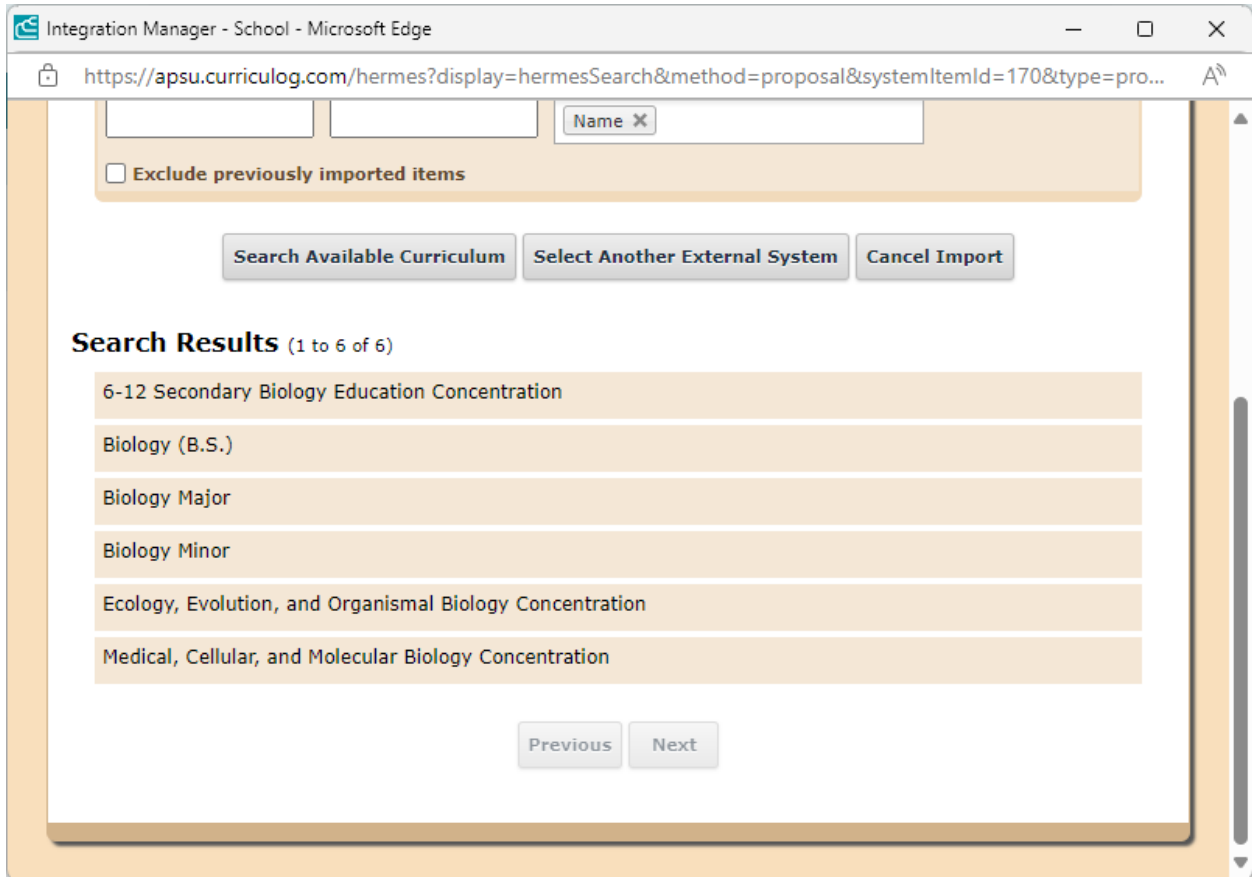 Integration Manager - School - Microsoft Edge
https://apsu.curriculog.com/hermes?display=hermesSearch&method=proposal&systemItemId=170&type=pro...
Name
Exclude previously imported items
Search Available Curriculum Select Another External System Cancel Import
Search Results (1 to 6 of 6)
6-12 Secondary Biology Education Concentration
Biology (B.S.)
Biology Major
Biology Minor
Ecology, Evolution, and Organismal Biology Concentration
Medical, Cellular, and Molecular Biology Concentration
Previous Next